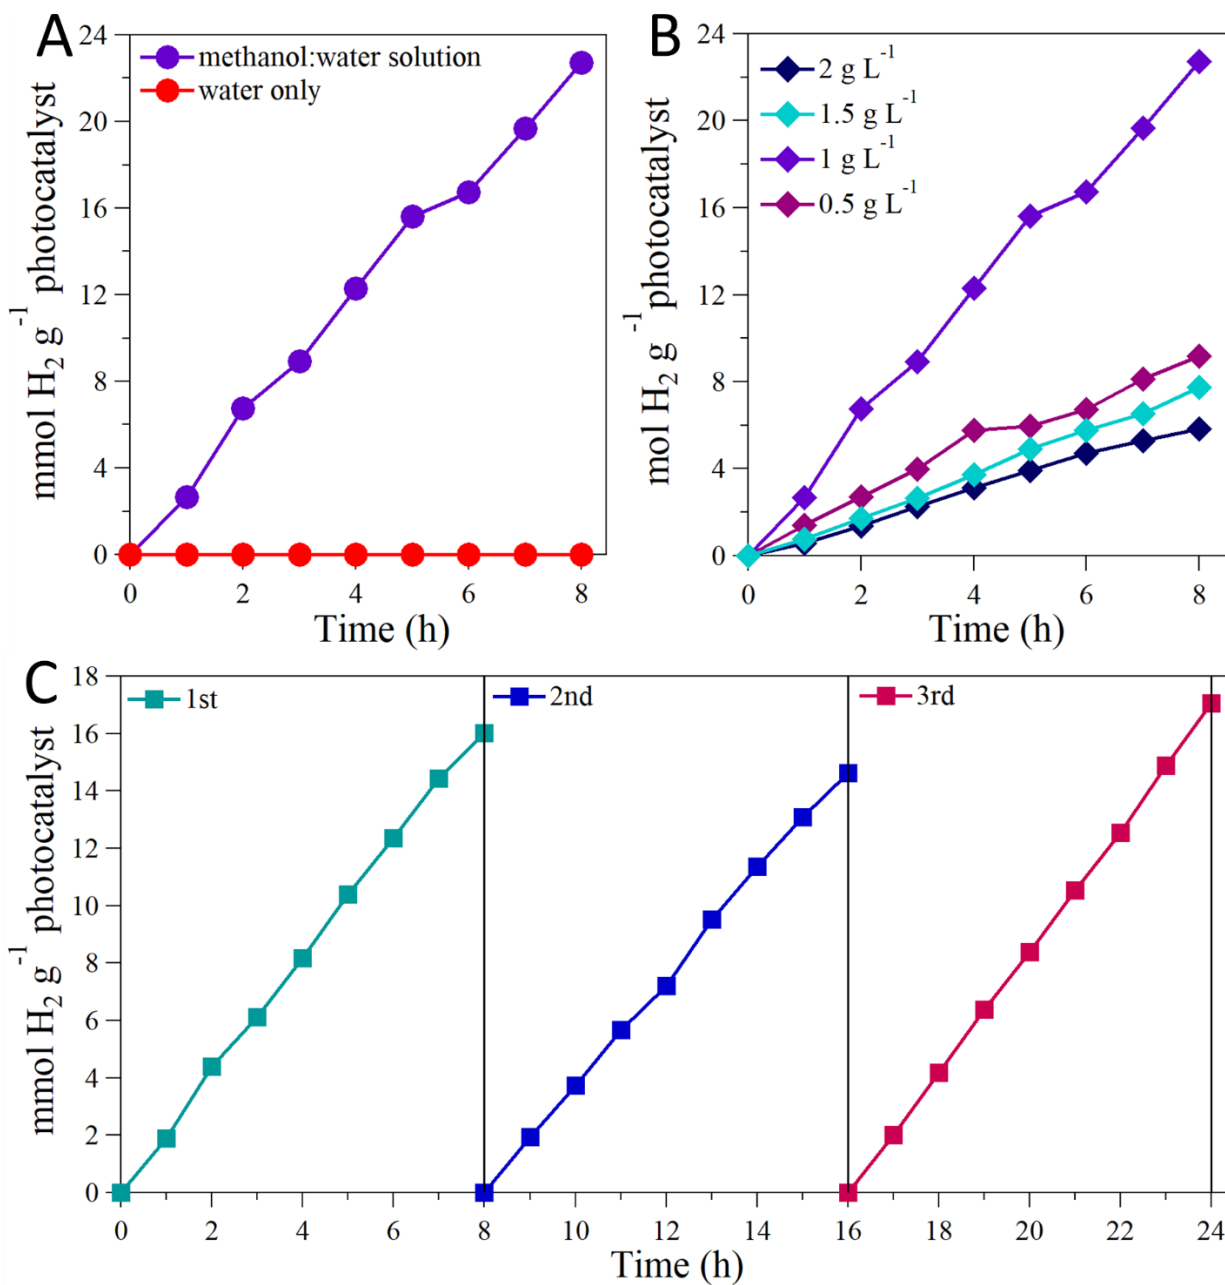 A
mmol H₂ g⁻¹ photocatalyst
24
20
16
12
8
4
0
methanol:water solution
water only
0 2 4 6 8
Time (h)
B
mol H₂ g⁻¹ photocatalyst
24
20
16
12
8
4
0
2 g L⁻¹
1.5 g L⁻¹
1 g L⁻¹
0.5 g L⁻¹
0 2 4 6 8
Time (h)
C
mmol H₂ g⁻¹ photocatalyst
18
16
14
12
10
8
6
4
2
0
1st
2nd
3rd
0 2 4 6 8 10 12 14 16 18 20 22 24
Time (h)